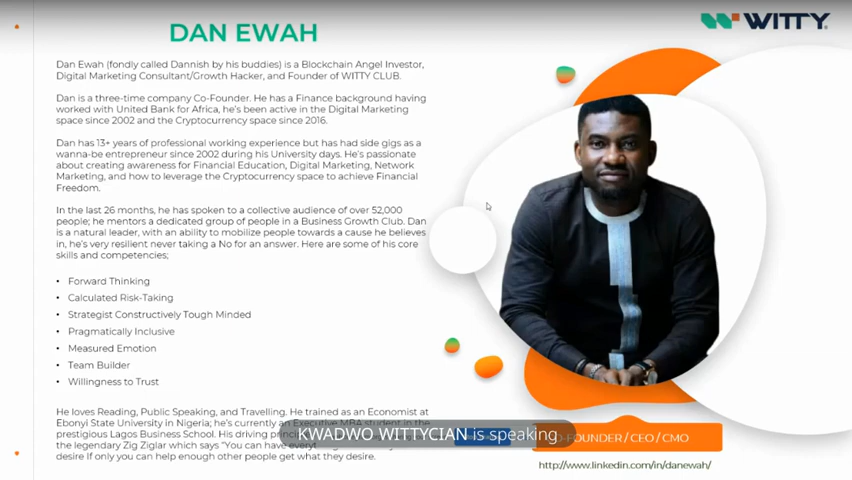 DAN EWAH
WITTY
Dan Ewah (fondly called Dannish by his buddies) is a Blockchain Angel Investor,
Digital Marketing Consultant/Growth Hacker, and Founder of WITTY CLUB.
Dan is a three-time company Co-Founder. He has a Finance background having
worked with United Bank for Africa, he's been active in the Digital Marketing
space since 2002 and the Cryptocurrency space since 2016.
Dan has 13+ years of professional working experience but has had side gigs as a
wanna-be entrepreneur since 2002 during his University days. He's passionate
about creating awareness for Financial Education, Digital Marketing, Network
Marketing, and how to leverage the Cryptocurrency space to achieve Financial
Freedom.
In the last 26 months, he has spoken to a collective audience of over 52,000
people; he mentors a dedicated group of people in a Business Growth Club. Dan
is a natural leader, with an ability to mobilize people towards a cause he believes
in, he's very resilient never taking a No for an answer. Here are some of his core
skills and competencies;
• Forward Thinking
• Calculated Risk-Taking
• Strategist Constructively Tough Minded
• Pragmatically Inclusive
• Measured Emotion
• Team Builder
• Willingness to Trust
He loves Reading, Public Speaking, and Travelling. He trained as an Economist at
Ebonyi State University in Nigeria; he's currently an Executive MBA student in the
prestigious Lagos Business School. His driving
the legendary Zig Ziglar which says "You can have
desire If only you can help enough other people get what they desire.
KWADWO WITTYCIAN is speaking
-FOUNDER / CEO / CMO
http://www.linkedin.com/in/danewah/